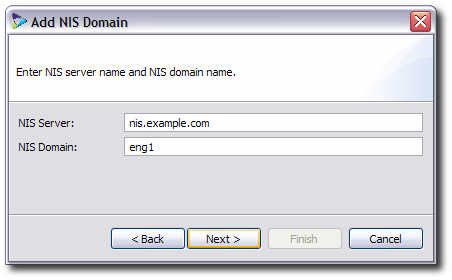 Add NIS Domain
Enter NIS server name and NIS domain name.
NIS Server: nis.example.com
NIS Domain: eng1
< Back Next > Finish Cancel